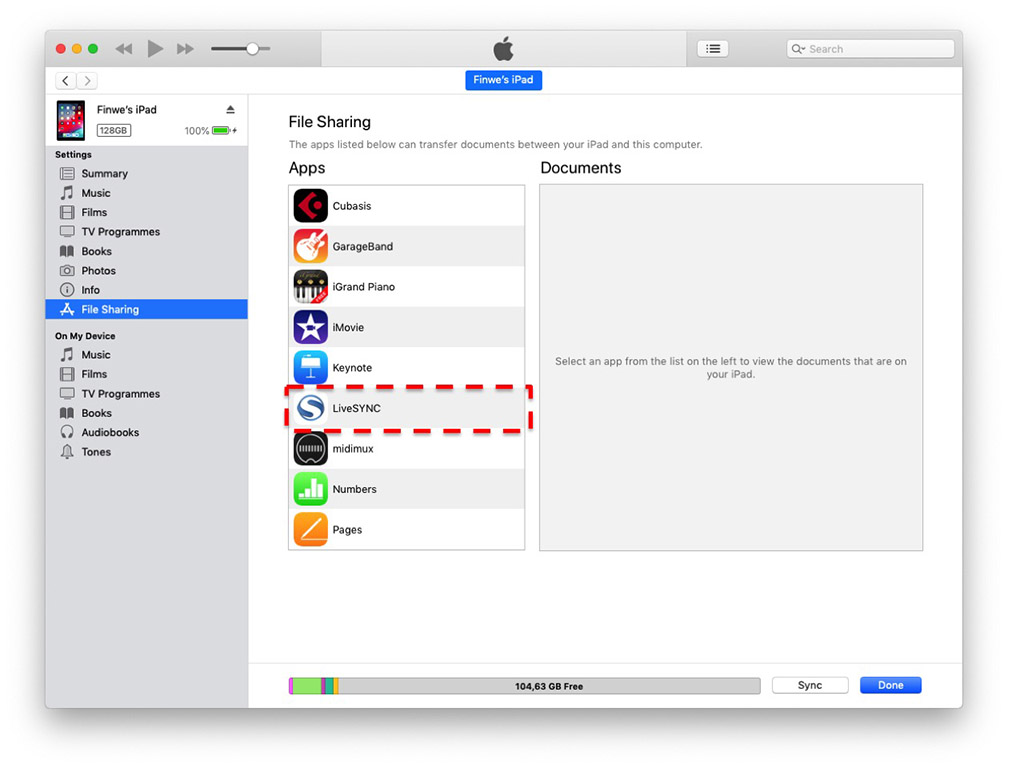 Search
Finwe's iPad
Finwe's iPad
128GB
100%
Settings
Summary
Music
Films
TV Programmes
Books
Photos
Info
File Sharing
On My Device
Music
Films
TV Programmes
Books
Audiobooks
Tones
File Sharing
The apps listed below can transfer documents between your iPad and this computer.
Apps
Cubasis
GarageBand
iGrand Piano
iMovie
Keynote
LiveSYNC
midimux
Numbers
Pages
Documents
Select an app from the list on the left to view the documents that are on
your iPad.
104,63 GB Free
Sync
Done